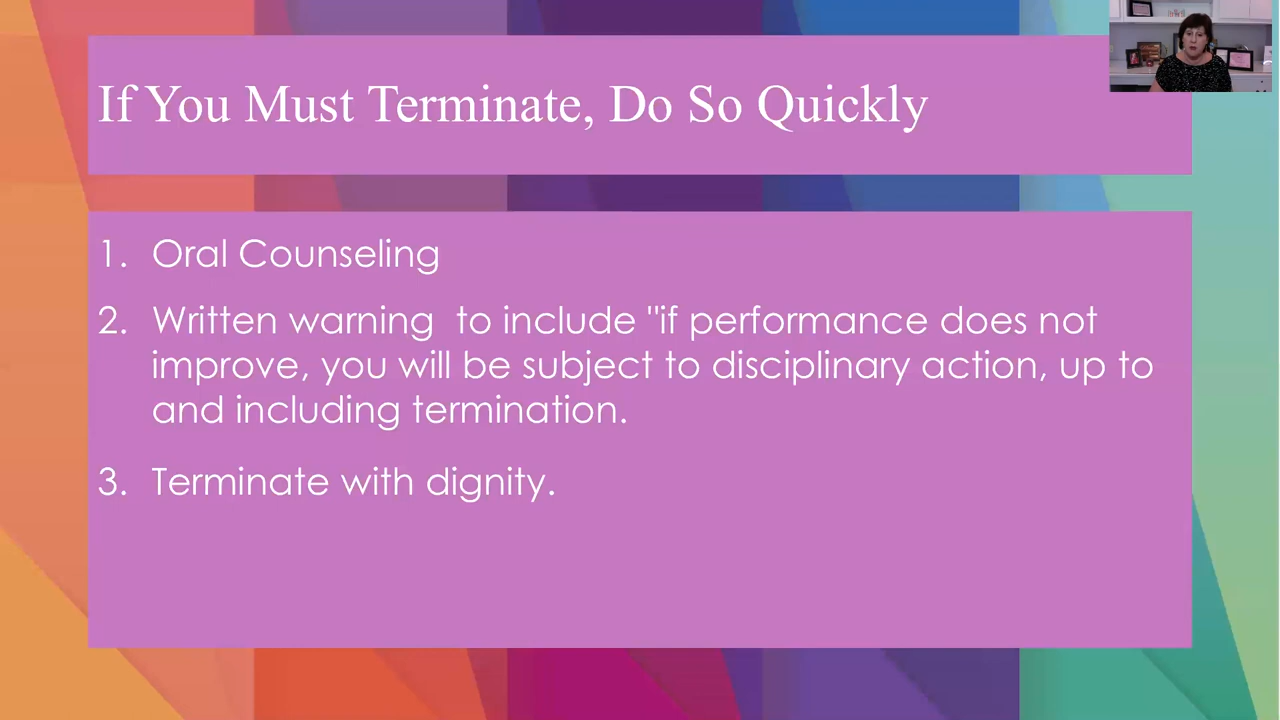 If You Must Terminate, Do So Quickly
1. Oral Counseling
2. Written warning  to include "if performance does not
improve, you will be subject to disciplinary action, up to
and including termination.
3. Terminate with dignity.